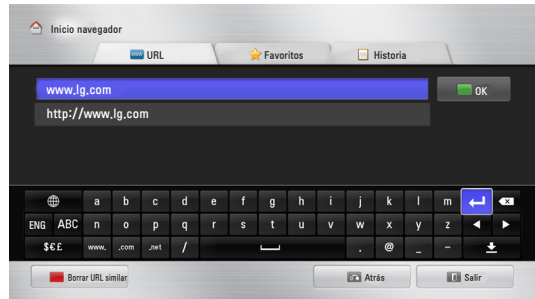 Inicio navegador
URL Favoritos Historia
www.lg.com OK
http://www.lg.com
a b c d e f g h i j k l m
ENG ABC n o p q r s t u v w x y z
$€£ www. .com .net / . @ _ -
Borrar URL similar Atrás Salir